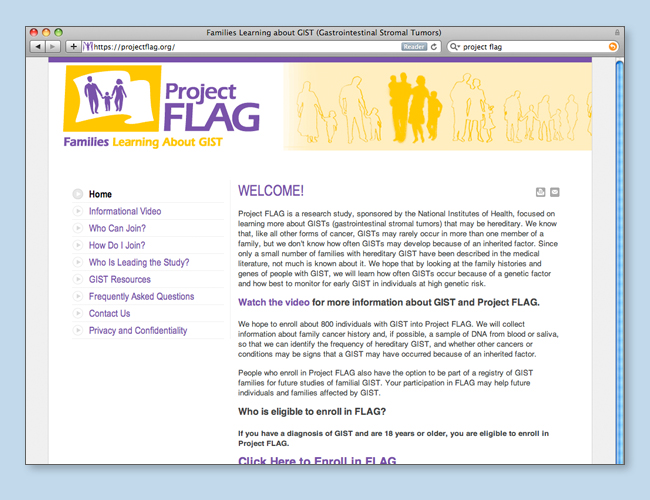 Families Learning about GIST (Gastrointestinal Stromal Tumors)
https://projectflag.org/
Reader
project flag
Project
FLAG
Families Learning About GIST
Home
Informational Video
Who Can Join?
How Do I Join?
Who Is Leading the Study?
GIST Resources
Frequently Asked Questions
Contact Us
Privacy and Confidentiality
WELCOME!
Project FLAG is a research study, sponsored by the National Institutes of Health, focused on
learning more about GISTs (gastrointestinal stromal tumors) that may be hereditary. We know
that, like all other forms of cancer, GISTs may rarely occur in more than one member of a
family, but we don't know how often GISTs may develop because of an inherited factor. Since
only a small number of families with hereditary GIST have been described in the medical
literature, not much is known about it. We hope that by looking at the family histories and
genes of people with GIST, we will learn how often GISTs occur because of a genetic factor
and how best to monitor for early GIST in individuals at high genetic risk.
Watch the video for more information about GIST and Project FLAG.
We hope to enroll about 800 individuals with GIST into Project FLAG. We will collect
information about family cancer history and, if possible, a sample of DNA from blood or saliva,
so that we can identify the frequency of hereditary GIST, and whether other cancers or
conditions may be signs that a GIST may have occurred because of an inherited factor.
People who enroll in Project FLAG also have the option to be part of a registry of GIST
families for future studies of familial GIST. Your participation in FLAG may help future
individuals and families affected by GIST.
Who is eligible to enroll in FLAG?
If you have a diagnosis of GIST and are 18 years or older, you are eligible to enroll in
Project FLAG.
Click Here to Enroll in FLAG